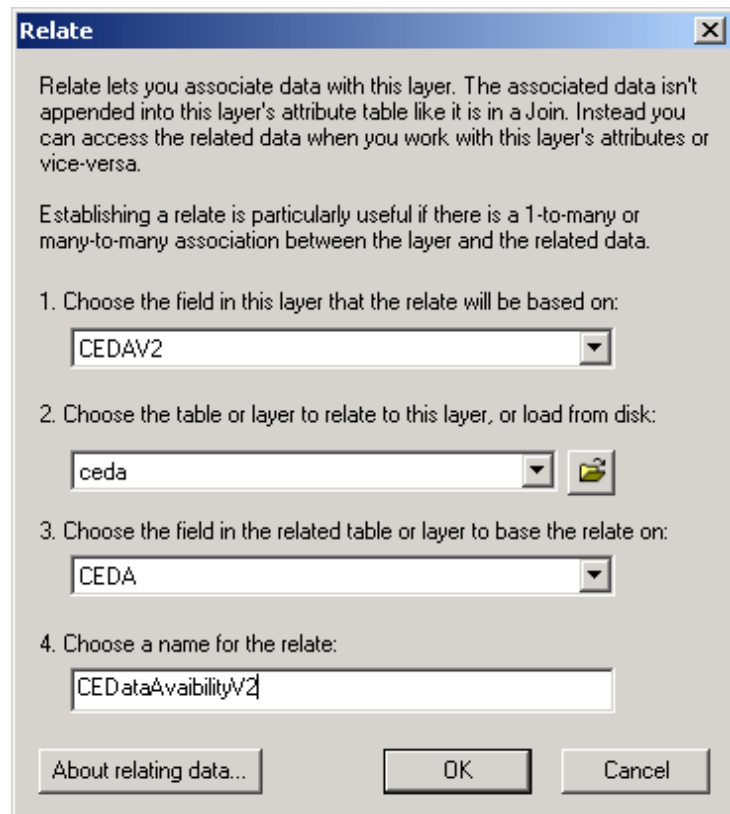 Relate
Relate lets you associate data with this layer. The associated data isn't
appended into this layer's attribute table like it is in a Join. Instead you
can access the related data when you work with this layer's attributes or
vice-versa.
Establishing a relate is particularly useful if there is a 1-to-many or
many-to-many association between the layer and the related data.
1. Choose the field in this layer that the relate will be based on:
CEDAV2
2. Choose the table or layer to relate to this layer, or load from disk:
ceda
3. Choose the field in the related table or layer to base the relate on:
CEDA
4. Choose a name for the relate:
CEDataAvaibilityV2
About relating data... OK Cancel